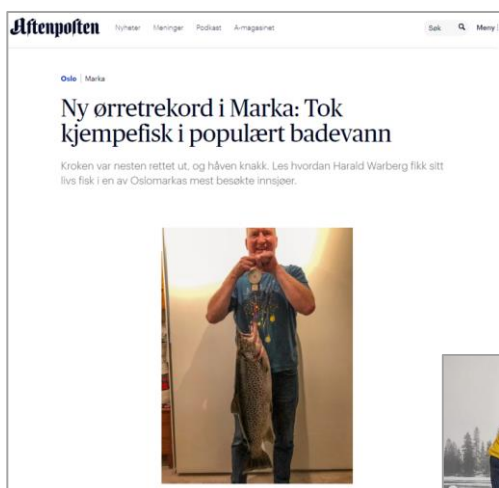 Aftenposten
Nyheter Meninger Podkast A-magasinet Søk Meny
Oslo | Marka
Ny ørretrekord i Marka: Tok
kjempefisk i populært badevann
Kroken var nesten rettet ut, og håven knakk. Les hvordan Harald Warberg fikk sitt
livs fisk i en av Oslomarkas mest besøkte innsjøer.